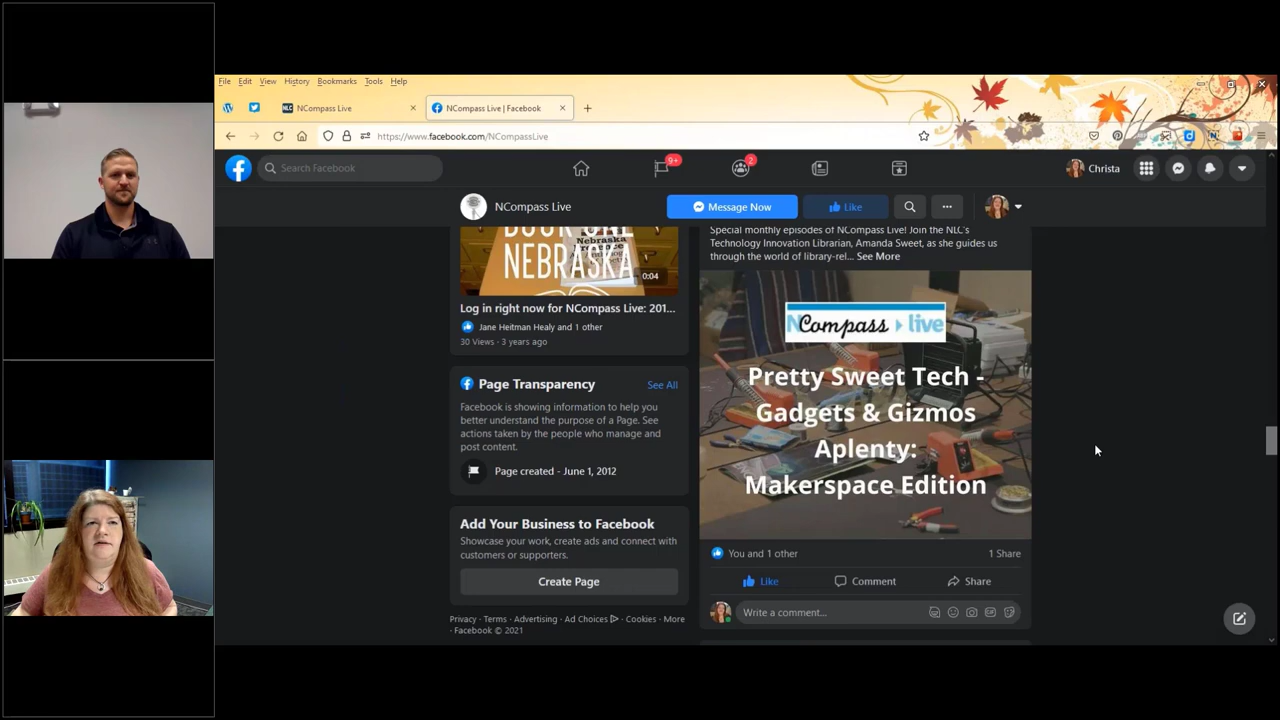 File Edit View History Bookmarks Tools Help
NCompass Live
NCompass Live | Facebook
https://www.facebook.com/NCompassLive
Search Facebook
9+
2
Christa
NCompass Live
Message Now
Like
BOOK ONE
NEBRASKA
Nebraska
0:04
Log in right now for NCompass Live: 201...
Jane Heitman Healy and 1 other
30 Views · 3 years ago
Page Transparency
See All
Facebook is showing information to help you
better understand the purpose of a Page. See
actions taken by the people who manage and
post content.
Page created - June 1, 2012
Add Your Business to Facebook
Showcase your work, create ads and connect with
customers or supporters.
Create Page
Privacy · Terms · Advertising · Ad Choices · Cookies · More
· Facebook © 2021
Special monthly episodes of NCompass Live! Join the NLC's
Technology Innovation Librarian, Amanda Sweet, as she guides us
through the world of library-rel... See More
NCompass live
Pretty Sweet Tech -
Gadgets & Gizmos
Aplenty:
Makerspace Edition
You and 1 other
1 Share
Like
Comment
Share
Write a comment...